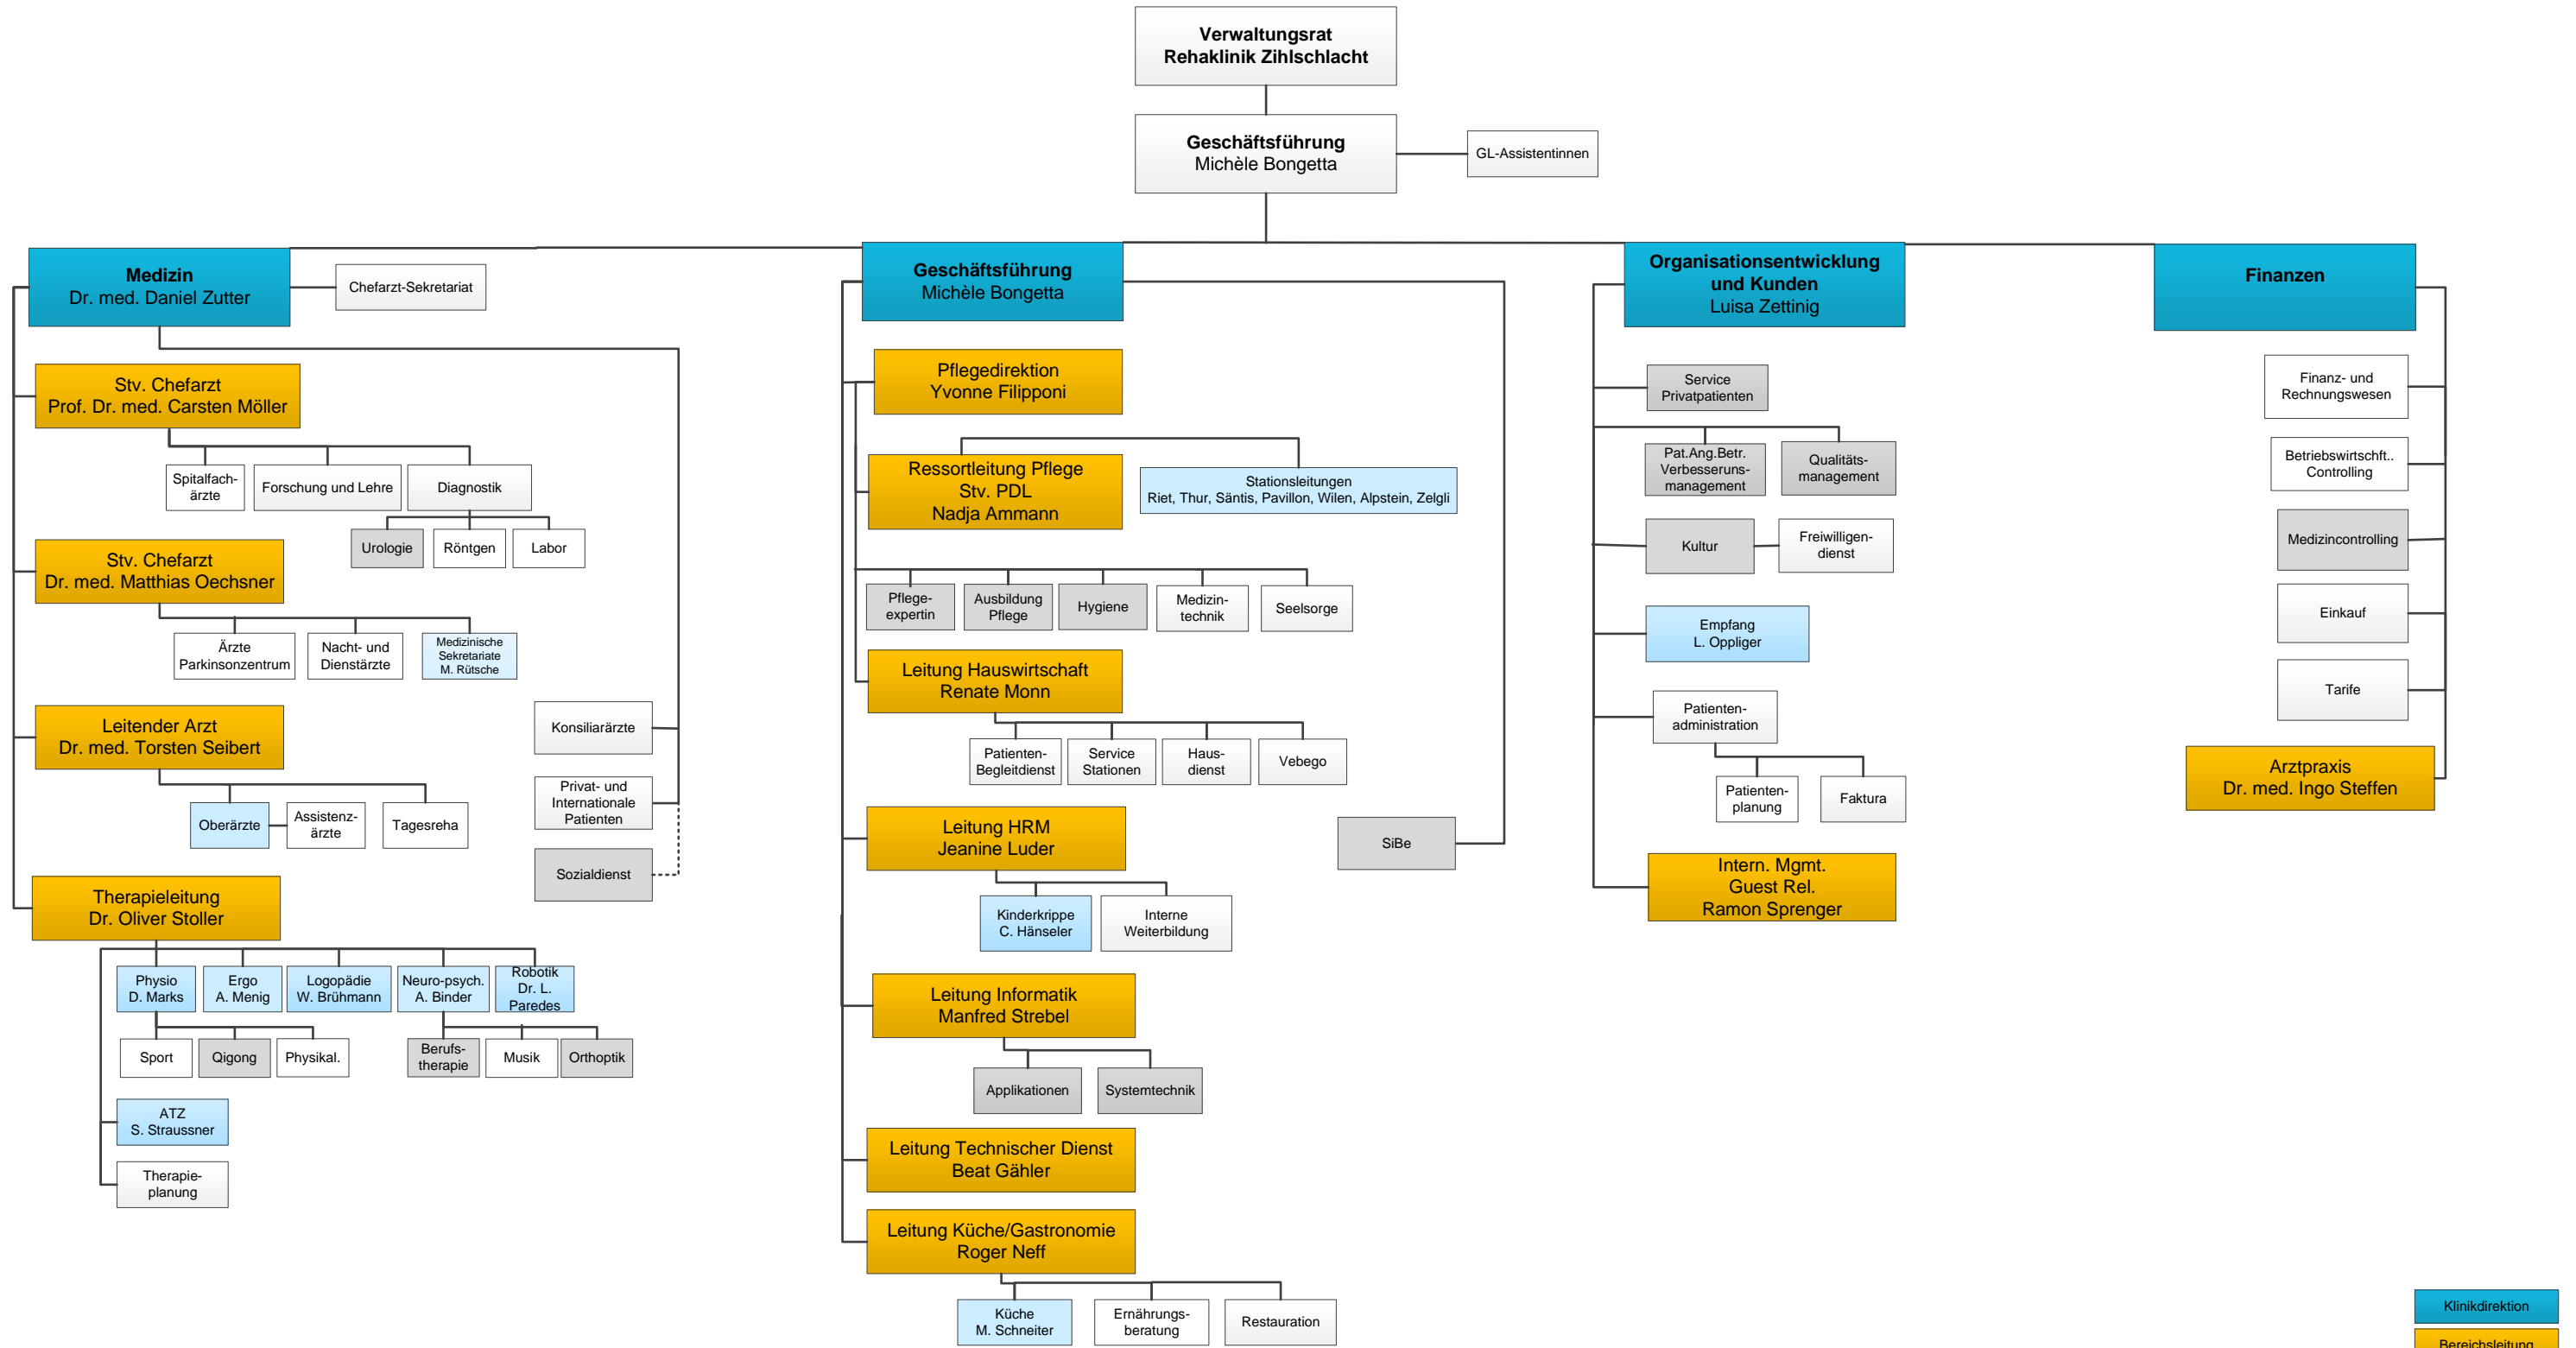 Verwaltungsrat
Rehaklinik Zihlschlacht
Geschäftsführung
Michèle Bongetta
GL-Assistentinnen
Medizin
Dr. med. Daniel Zutter
Chefarzt-Sekretariat
Stv. Chefarzt
Prof. Dr. med. Carsten Möller
Spitalfach-
ärzte
Forschung und Lehre
Diagnostik
Urologie
Röntgen
Labor
Stv. Chefarzt
Dr. med. Matthias Oechsner
Ärzte
Parkinsonzentrum
Nacht- und
Dienstärzte
Medizinische
Sekretariate
M. Rütsche
Leitender Arzt
Dr. med. Torsten Seibert
Oberärzte
Assistenz-
ärzte
Tagesreha
Konsiliarärzte
Privat- und
Internationale
Patienten
Sozialdienst
Therapieleitung
Dr. Oliver Stoller
Physio
D. Marks
Ergo
A. Menig
Logopädie
W. Brühmann
Neuro-psych.
A. Binder
Robotik
Dr. L.
Paredes
Sport
Qigong
Physikal.
Berufs-
therapie
Musik
Orthoptik
ATZ
S. Straussner
Therapie-
planung
Geschäftsführung
Michèle Bongetta
Pflegedirektion
Yvonne Filipponi
Ressortleitung Pflege
Stv. PDL
Nadja Ammann
Stationsleitungen
Riet, Thur, Säntis, Pavillon, Wilen, Alpstein, Zelgli
Pflege-
expertin
Ausbildung
Pflege
Hygiene
Medizin-
technik
Seelsorge
Leitung Hauswirtschaft
Renate Monn
Patienten-
Begleitdienst
Service
Stationen
Haus-
dienst
Vebego
Leitung HRM
Jeanine Luder
SiBe
Kinderkrippe
C. Hänseler
Interne
Weiterbildung
Leitung Informatik
Manfred Strebel
Applikationen
Systemtechnik
Leitung Technischer Dienst
Beat Gähler
Leitung Küche/Gastronomie
Roger Neff
Küche
M. Schneiter
Ernährungs-
beratung
Restauration
Organisationsentwicklung
und Kunden
Luisa Zettinig
Service
Privatpatienten
Pat.Ang.Betr.
Verbesseruns-
management
Qualitäts-
management
Kultur
Freiwilligen-
dienst
Empfang
L. Oppliger
Patienten-
administration
Patienten-
planung
Faktura
Intern. Mgmt.
Guest Rel.
Ramon Sprenger
Finanzen
Finanz- und
Rechnungswesen
Betriebswirtschft..
Controlling
Medizincontrolling
Einkauf
Tarife
Arztpraxis
Dr. med. Ingo Steffen
Klinikdirektion
Bereichsleitung